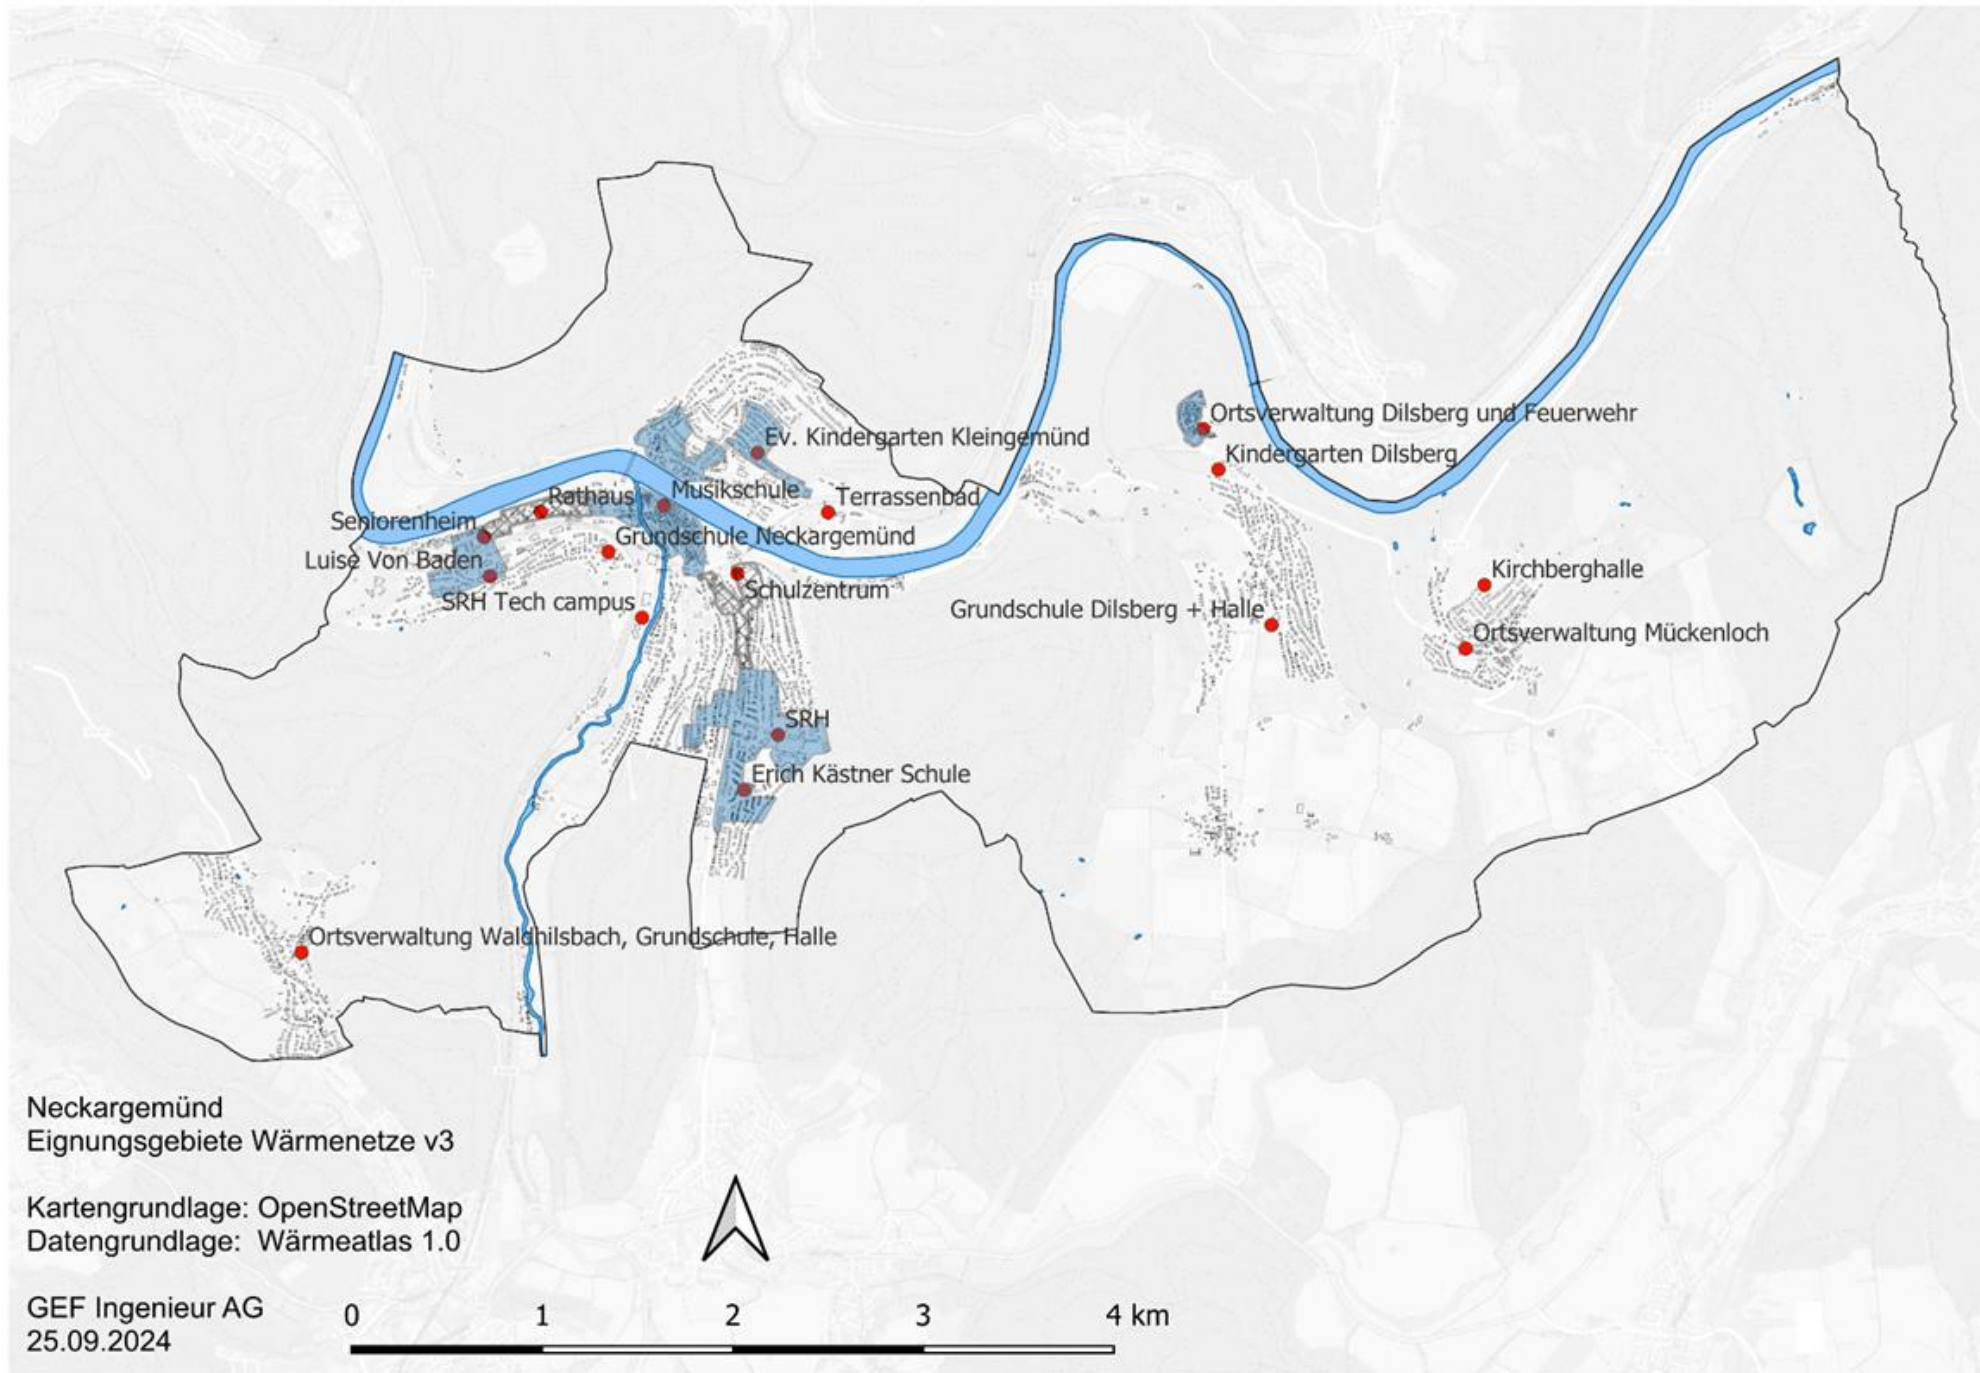 Ortsverwaltung Dilsberg und Feuerwehr
Ev. Kindergarten Kleingemünd
Kindergarten Dilsberg
Rathaus
Musikschule
Terrassenbad
Seniorenheim
Grundschule Neckargemünd
Luise Von Baden
Kirchberghalle
Schulzentrum
SRH Tech campus
Grundschule Dilsberg + Halle
Ortsverwaltung Mückenloch
SRH
Erich Kästner Schule
Ortsverwaltung Waldhilsbach, Grundschule, Halle
Neckargemünd
Eignungsgebiete Wärmenetze v3
Kartengrundlage: OpenStreetMap
Datengrundlage: Wärmeatlas 1.0
GEF Ingenieur AG
25.09.2024
0 1 2 3 4 km